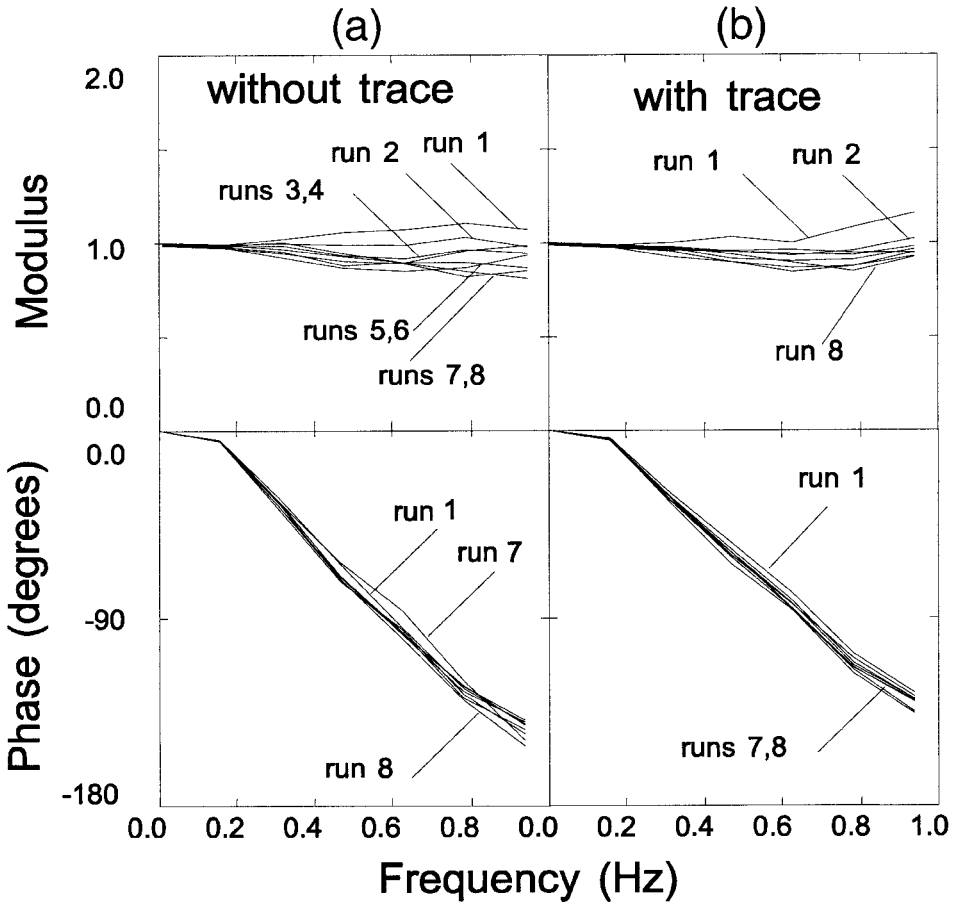 (a) (b)
2.0
without trace
with trace
run 2 run 1
run 1 run 2
runs 3,4
Modulus
1.0
runs 5,6
run 8
runs 7,8
0.0
0.0
run 1
run 1
run 7
Phase (degrees)
-90
run 8
runs 7,8
-180
0.0 0.2 0.4 0.6 0.8 0.0 0.2 0.4 0.6 0.8 1.0
Frequency (Hz)